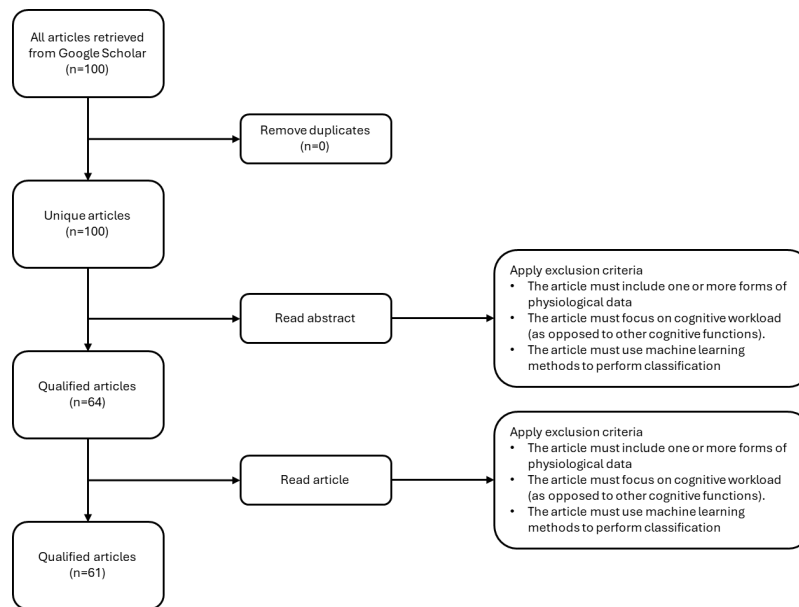 All articles retrieved
from Google Scholar
(n=100)
Remove duplicates
(n=0)
Unique articles
(n=100)
Read abstract
Apply exclusion criteria
• The article must include one or more forms of
physiological data
• The article must focus on cognitive workload
(as opposed to other cognitive functions).
• The article must use machine learning
methods to perform classification
Qualified articles
(n=64)
Read article
Apply exclusion criteria
• The article must include one or more forms of
physiological data
• The article must focus on cognitive workload
(as opposed to other cognitive functions).
• The article must use machine learning
methods to perform classification
Qualified articles
(n=61)